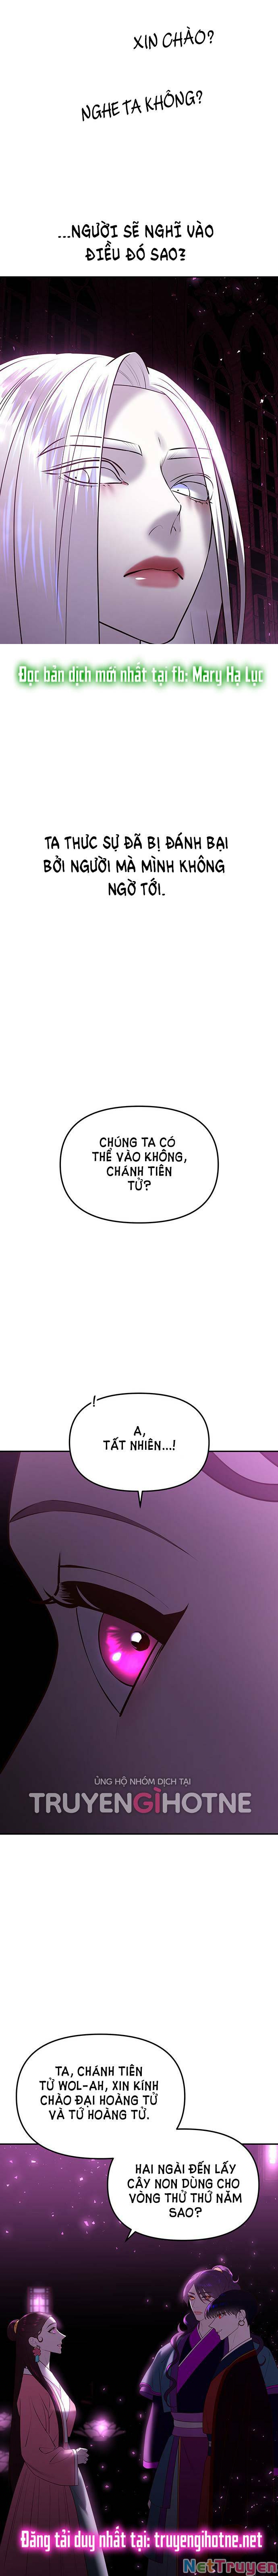 XIN CHÀO?
NGHE TA KHÔNG?
...NGƯỜI SẼ NGHĨ VÀO
ĐIỀU ĐÓ SAO?
Đọc bản dịch mới nhất tại fb: Mary Hạ Lục
TA THỰC SỰ ĐÃ BỊ ĐÁNH BẠI
BỞI NGƯỜI MÀ MÌNH KHÔNG
NGỜ TỚI.
CHÚNG TA CÓ
THỂ VÀO KHÔNG,
CHÁNH TIÊN
TỬ?
!
A,
TẤT NHIÊN...!
ỦNG HỘ NHÓM DỊCH TẠI
TRUYENGIHOTNE
TA, CHÁNH TIÊN
TỬ WOL-AH, XIN KÍNH
CHÀO ĐẠI HOÀNG TỬ
VÀ TỨ HOÀNG TỬ.
HAI NGÀI ĐẾN LẤY
CÂY NON DÙNG CHO
VÒNG THỬ THỨ NĂM
SAO?
NetTruyen
Đăng tải duy nhất tại: truyengihotne.net